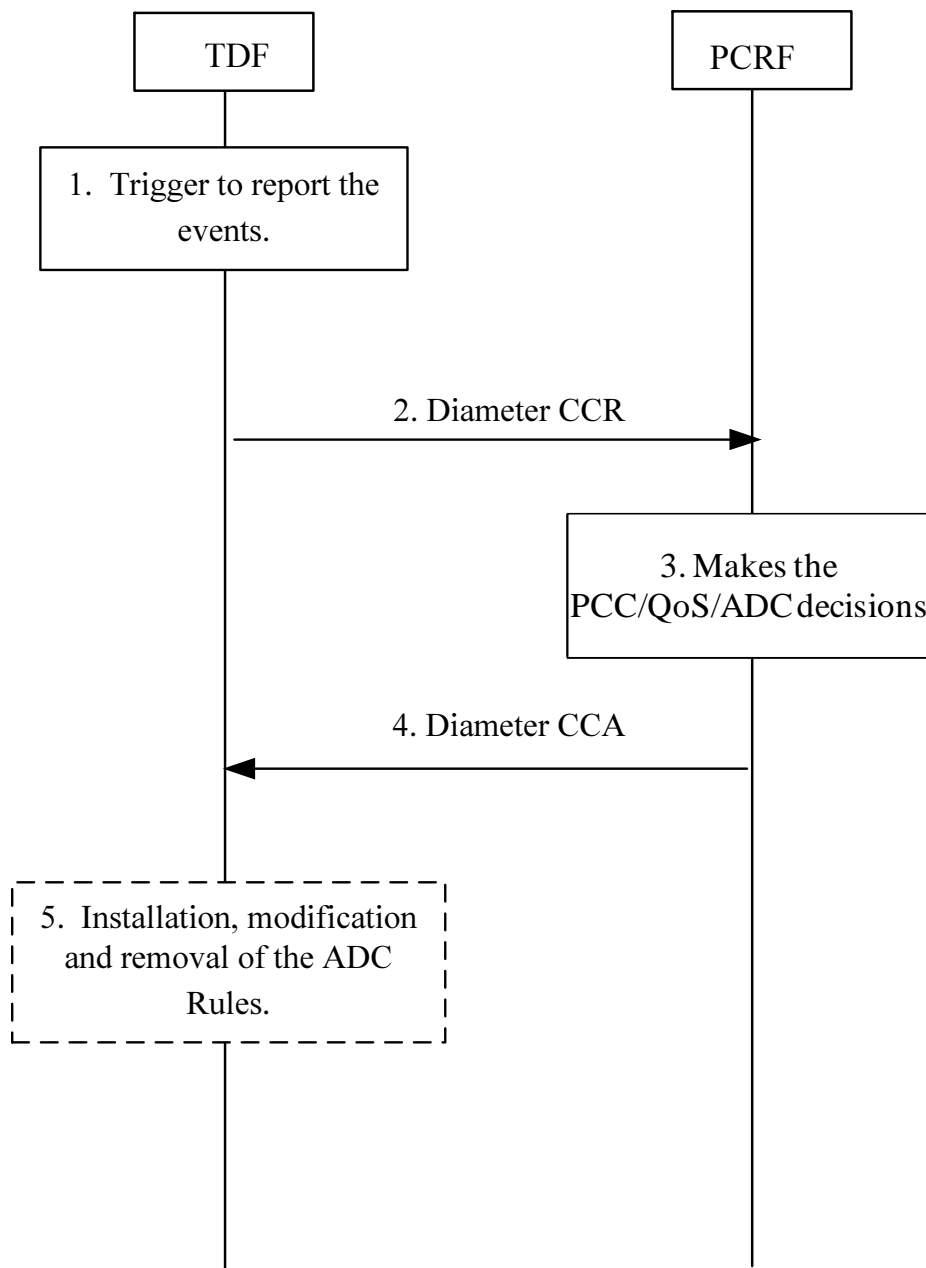 TDF
PCRF
1. Trigger to report the
events.
2. Diameter CCR
3. Makes the
PCC/QoS/ADC decisions
4. Diameter CCA
5. Installation, modification
and removal of the ADC
Rules.